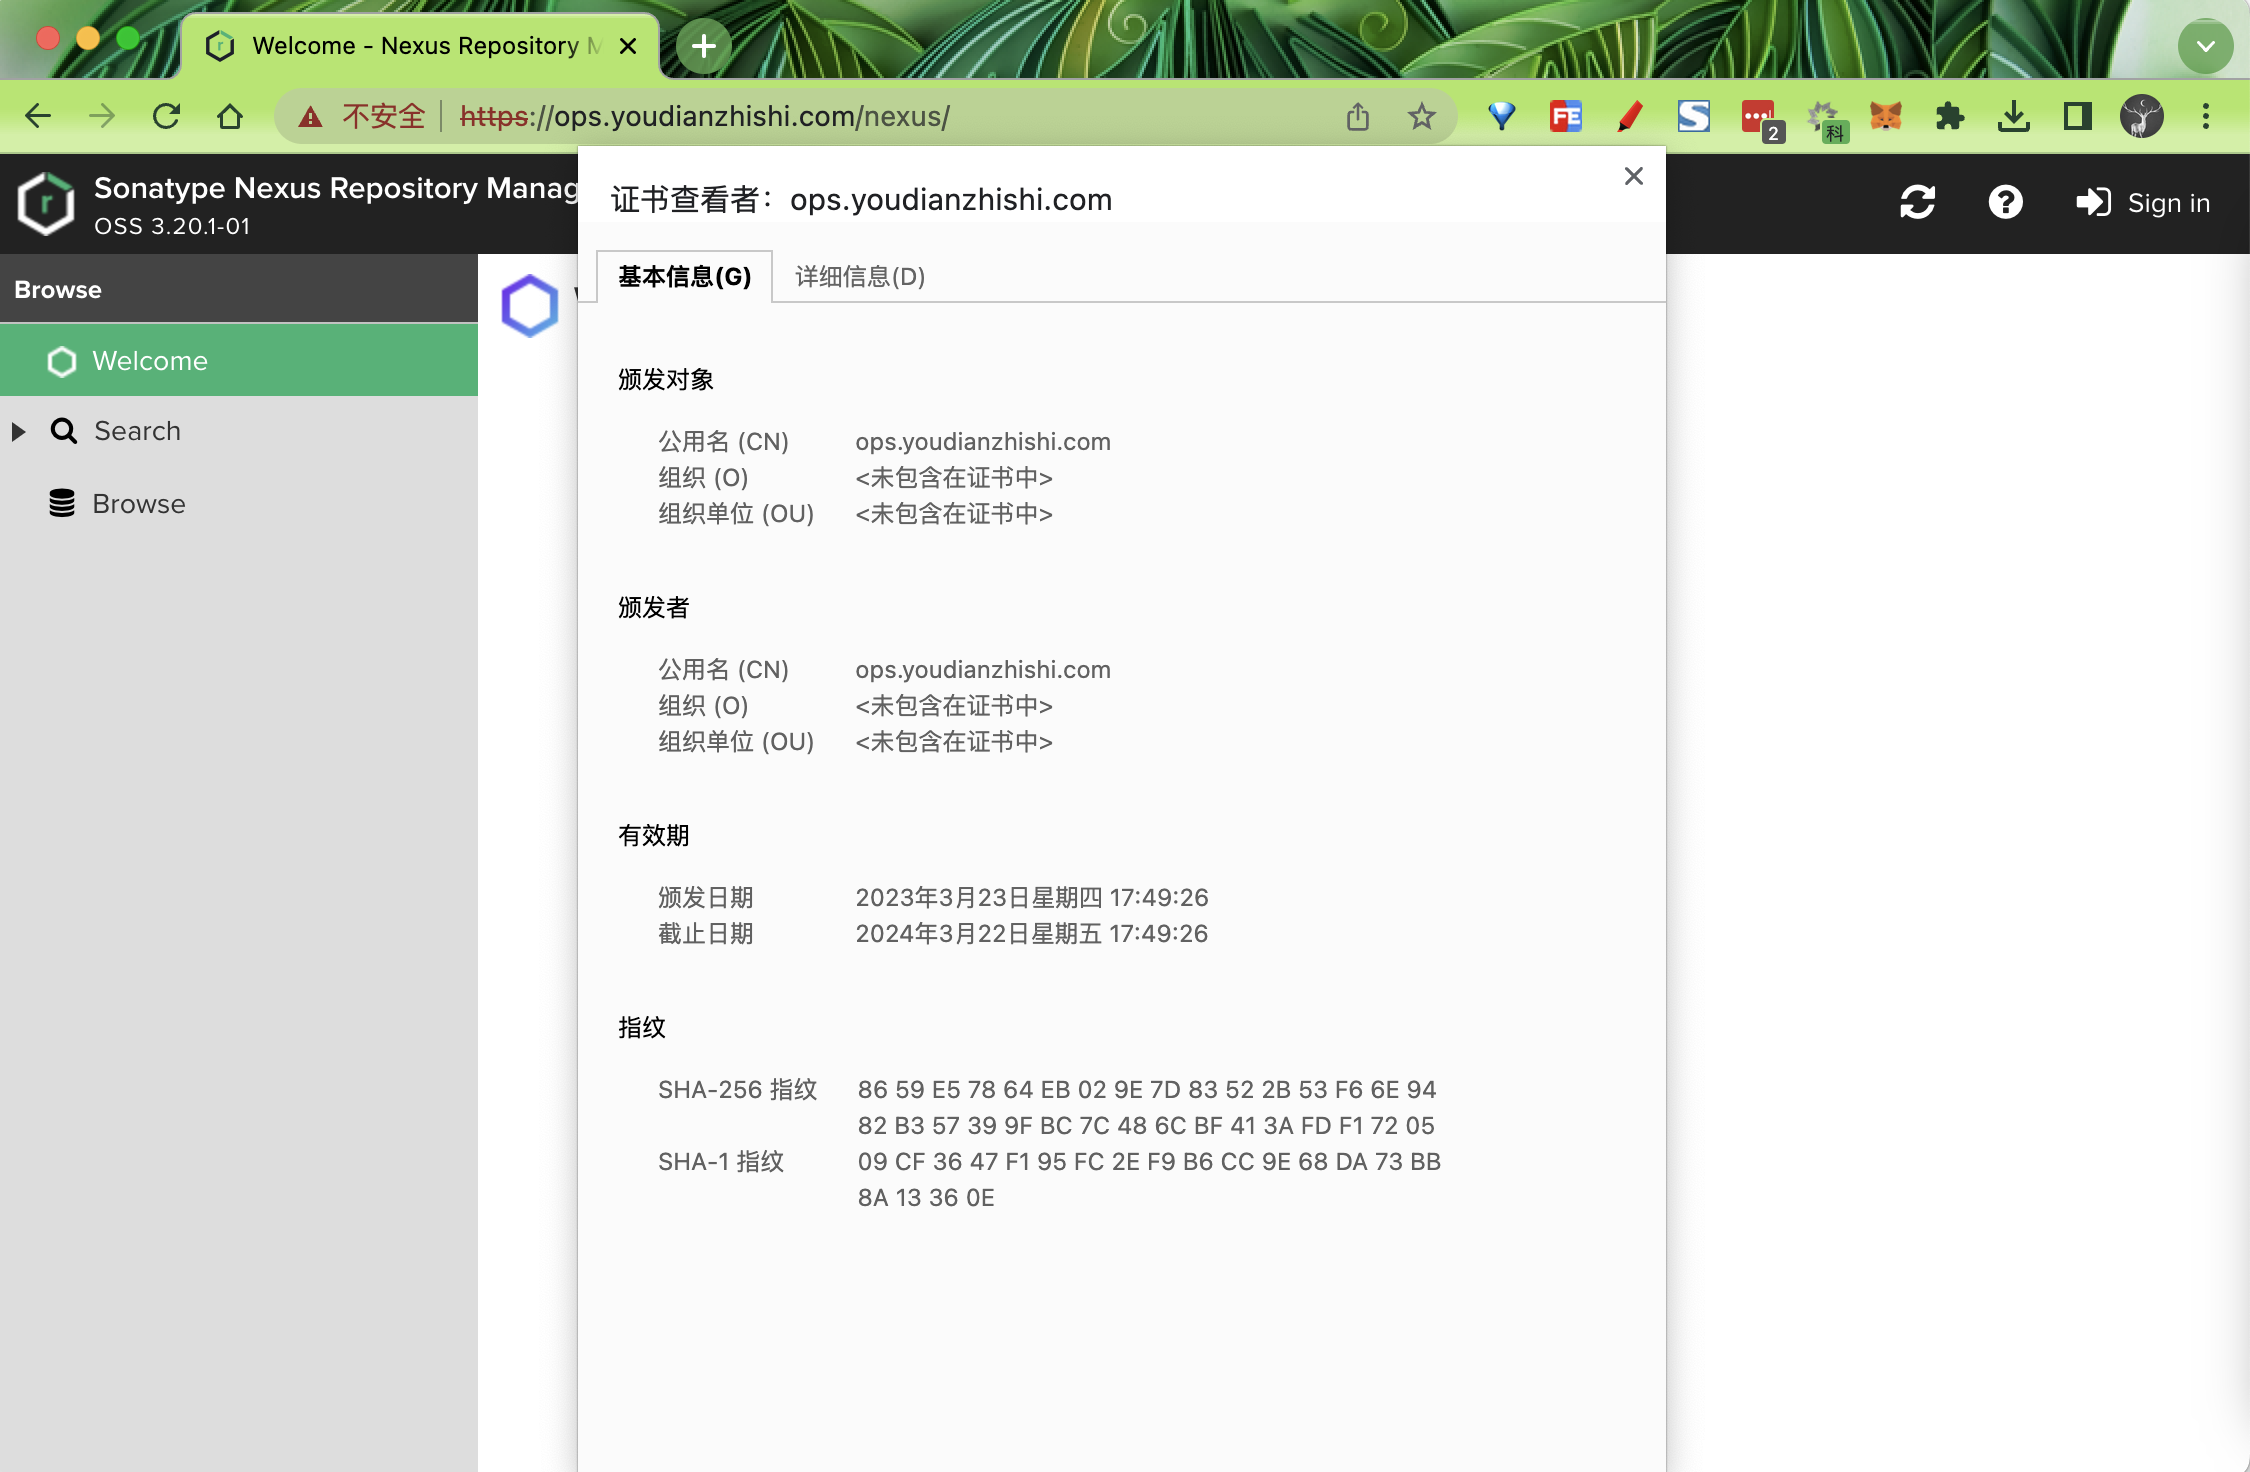 Welcome - Nexus Repository M
不安全 https://ops.youdianzhishi.com/nexus/
FE
2
科
Sonatype Nexus Repository Manag
OSS 3.20.1-01
Sign in
Browse
Welcome
Search
Browse
证书查看者：ops.youdianzhishi.com
基本信息(G) 详细信息(D)
颁发对象
公用名 (CN) ops.youdianzhishi.com
组织 (O) <未包含在证书中>
组织单位 (OU) <未包含在证书中>
颁发者
公用名 (CN) ops.youdianzhishi.com
组织 (O) <未包含在证书中>
组织单位 (OU) <未包含在证书中>
有效期
颁发日期 2023年3月23日星期四 17:49:26
截止日期 2024年3月22日星期五 17:49:26
指纹
SHA-256 指纹 86 59 E5 78 64 EB 02 9E 7D 83 52 2B 53 F6 6E 94
82 B3 57 39 9F BC 7C 48 6C BF 41 3A FD F1 72 05
SHA-1 指纹 09 CF 36 47 F1 95 FC 2E F9 B6 CC 9E 68 DA 73 BB
8A 13 36 0E